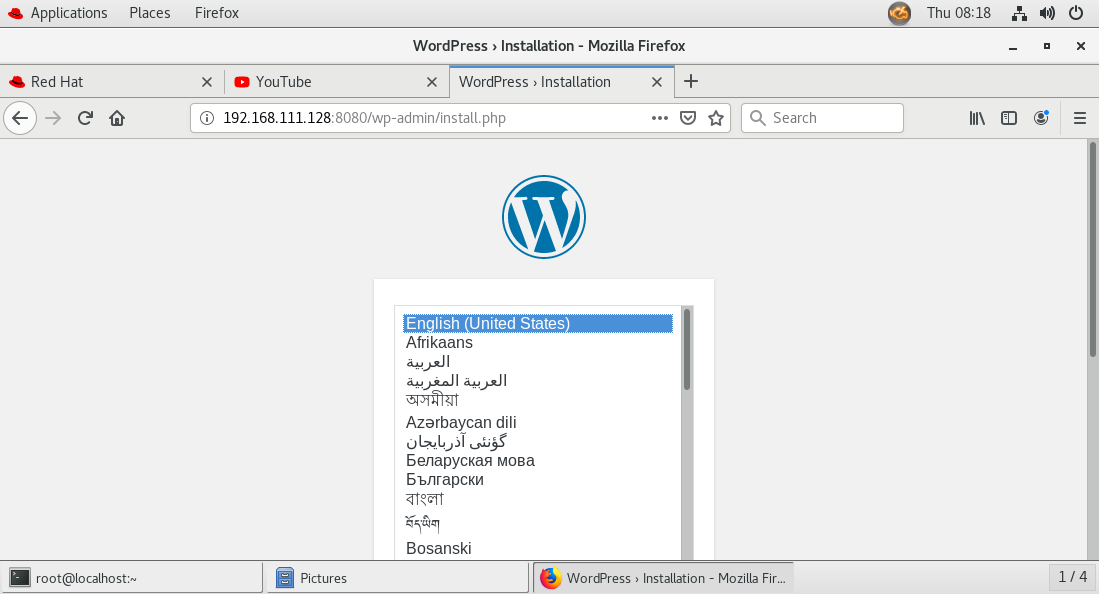 Applications Places Firefox Thu 08:18
WordPress › Installation - Mozilla Firefox
Red Hat YouTube WordPress › Installation
192.168.111.128:8080/wp-admin/install.php Search
English (United States)
Afrikaans
العربية
العربية المغربية
অসমীয়া
Azərbaycan dili
گؤنئی آذربایجان
Беларуская мова
Български
বাংলা
བོད་ཡིག
Bosanski
root@localhost:~ Pictures WordPress › Installation - Mozilla Fir... 1 / 4